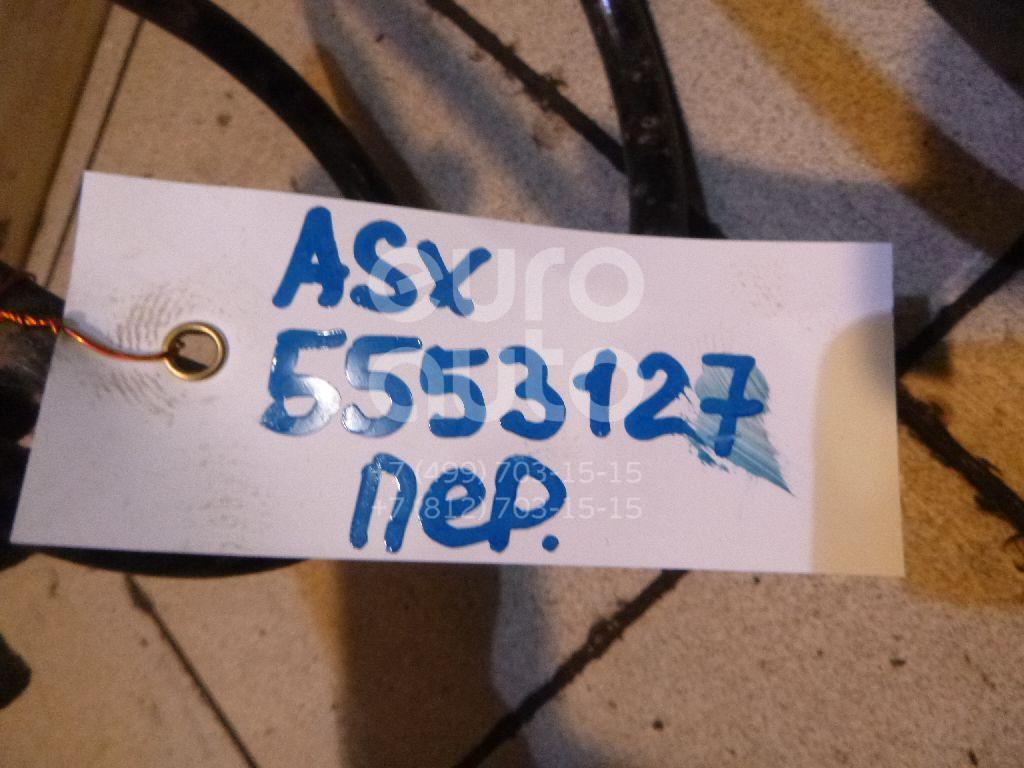 ASX
5553127
пер.
euro
auto
+7 (499) 703-15-15
+7 (812) 703-15-15